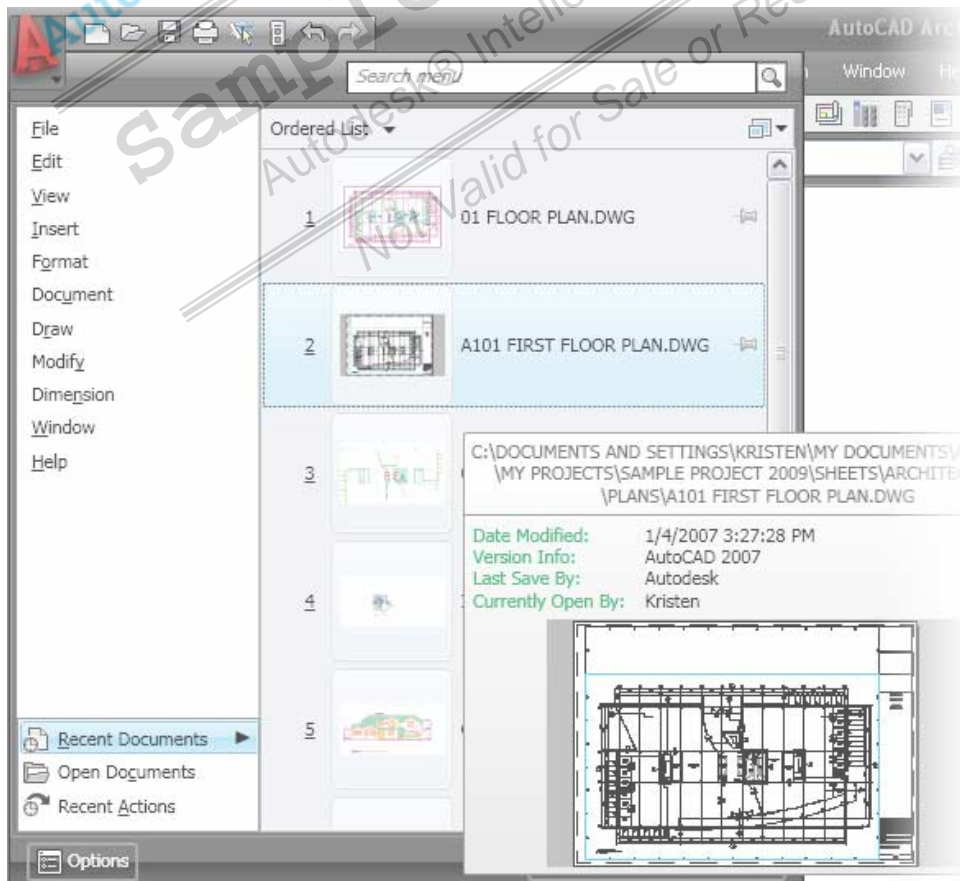 AutoCAD Arc
Search menu
Window He
File
Edit
View
Insert
Format
Document
Draw
Modify
Dimension
Window
Help
Ordered List
1 01 FLOOR PLAN.DWG
2 A101 FIRST FLOOR PLAN.DWG
3
4
5
C:\DOCUMENTS AND SETTINGS\KRISTEN\MY DOCUMENTS\
\MY PROJECTS\SAMPLE PROJECT 2009\SHEETS\ARCHITE
\PLANS\A101 FIRST FLOOR PLAN.DWG
Date Modified: 1/4/2007 3:27:28 PM
Version Info: AutoCAD 2007
Last Save By: Autodesk
Currently Open By: Kristen
Recent Documents
Open Documents
Recent Actions
Options
Sample
Autodesk® Intelle
Not Valid for Sale or Re